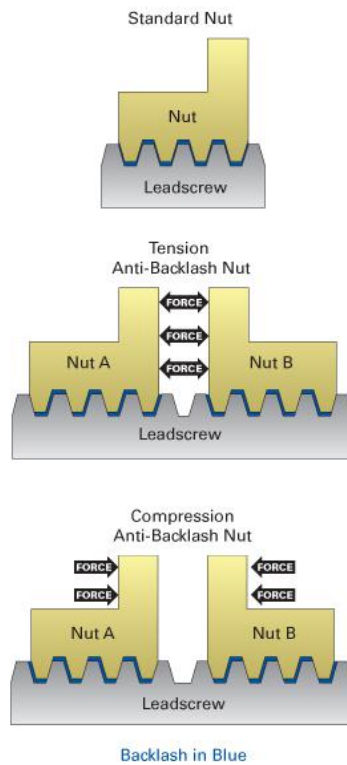 Standard Nut
Nut
Leadscrew
Tension
Anti-Backlash Nut
FORCE
FORCE
FORCE
Nut A
Nut B
Leadscrew
Compression
Anti-Backlash Nut
FORCE
FORCE
FORCE
FORCE
Nut A
Nut B
Leadscrew
Backlash in Blue